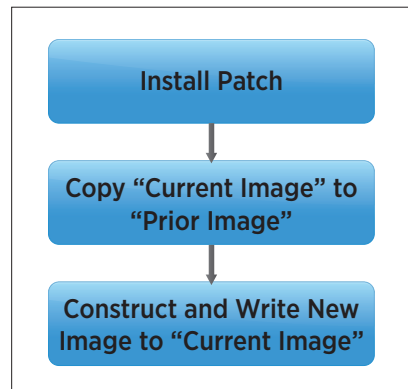 Install Patch
Copy “Current Image” to
“Prior Image”
Construct and Write New
Image to “Current Image”